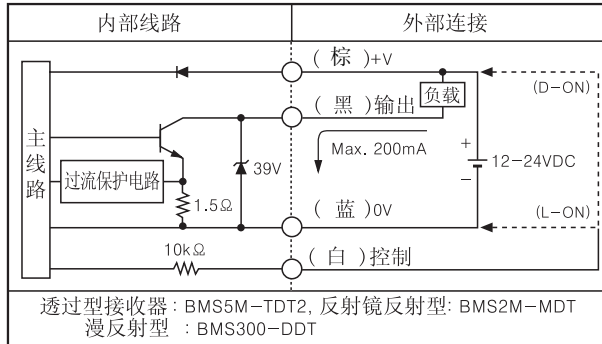 内部线路 外部连接
( 棕 )+V
(D-ON)
( 黑 )输出
负载
主线路
Max. 200mA
+
12-24VDC
-
39V
过流保护电路
1.5Ω
( 蓝 )0V
(L-ON)
10kΩ
( 白 )控制
透过型接收器 : BMS5M-TDT2, 反射镜反射型: BMS2M-MDT
漫反射型 : BMS300-DDT